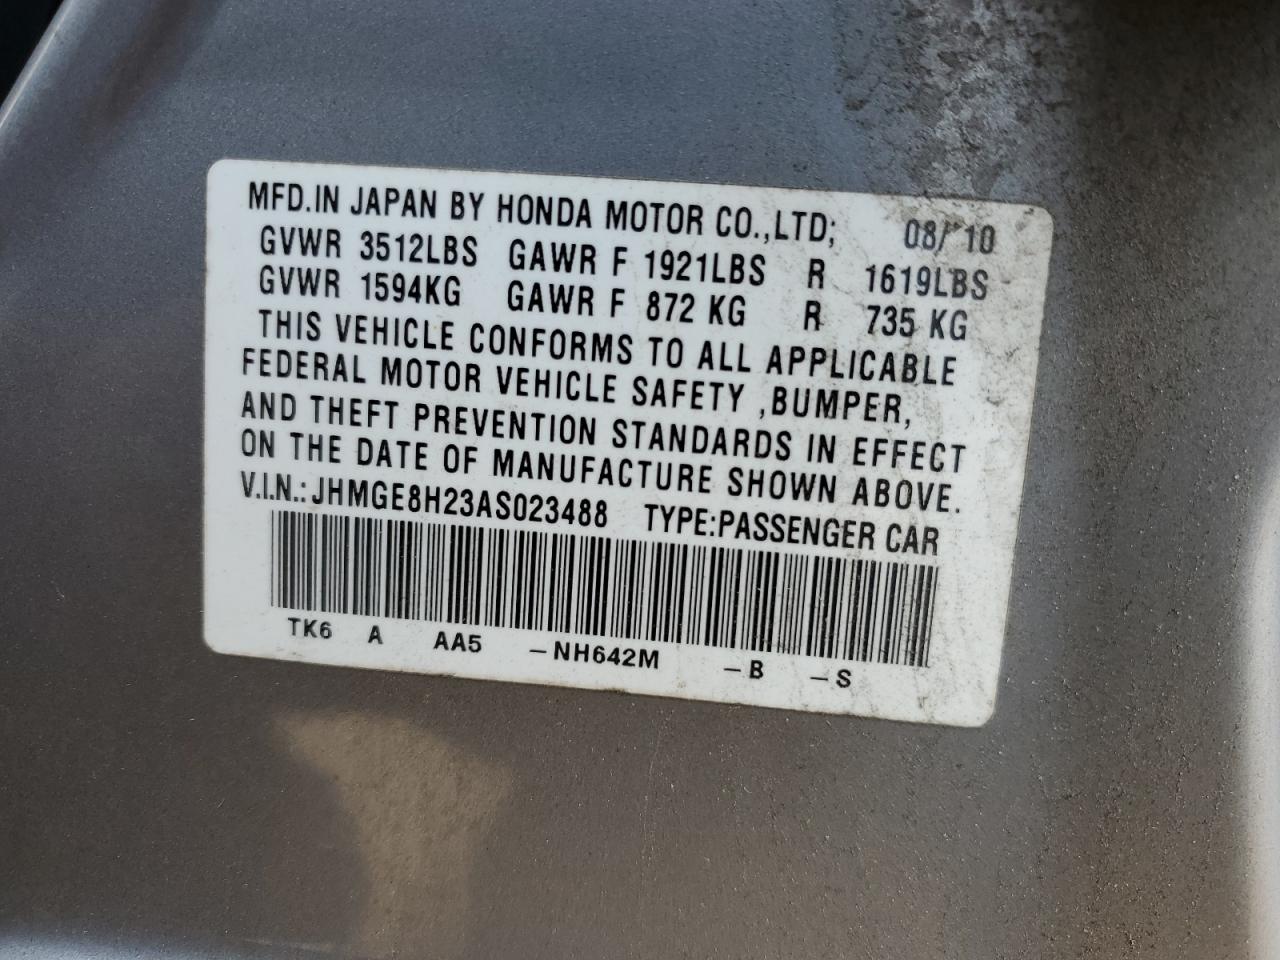 MFD.IN JAPAN BY HONDA MOTOR CO.,LTD; 08/10
GVWR 3512LBS GAWR F 1921LBS R 1619LBS
GVWR 1594KG GAWR F 872 KG R 735 KG
THIS VEHICLE CONFORMS TO ALL APPLICABLE
FEDERAL MOTOR VEHICLE SAFETY ,BUMPER,
AND THEFT PREVENTION STANDARDS IN EFFECT
ON THE DATE OF MANUFACTURE SHOWN ABOVE.
V.I.N.: JHMGE8H23AS023488 TYPE:PASSENGER CAR
TK6 A AA5 –NH642M –B –S